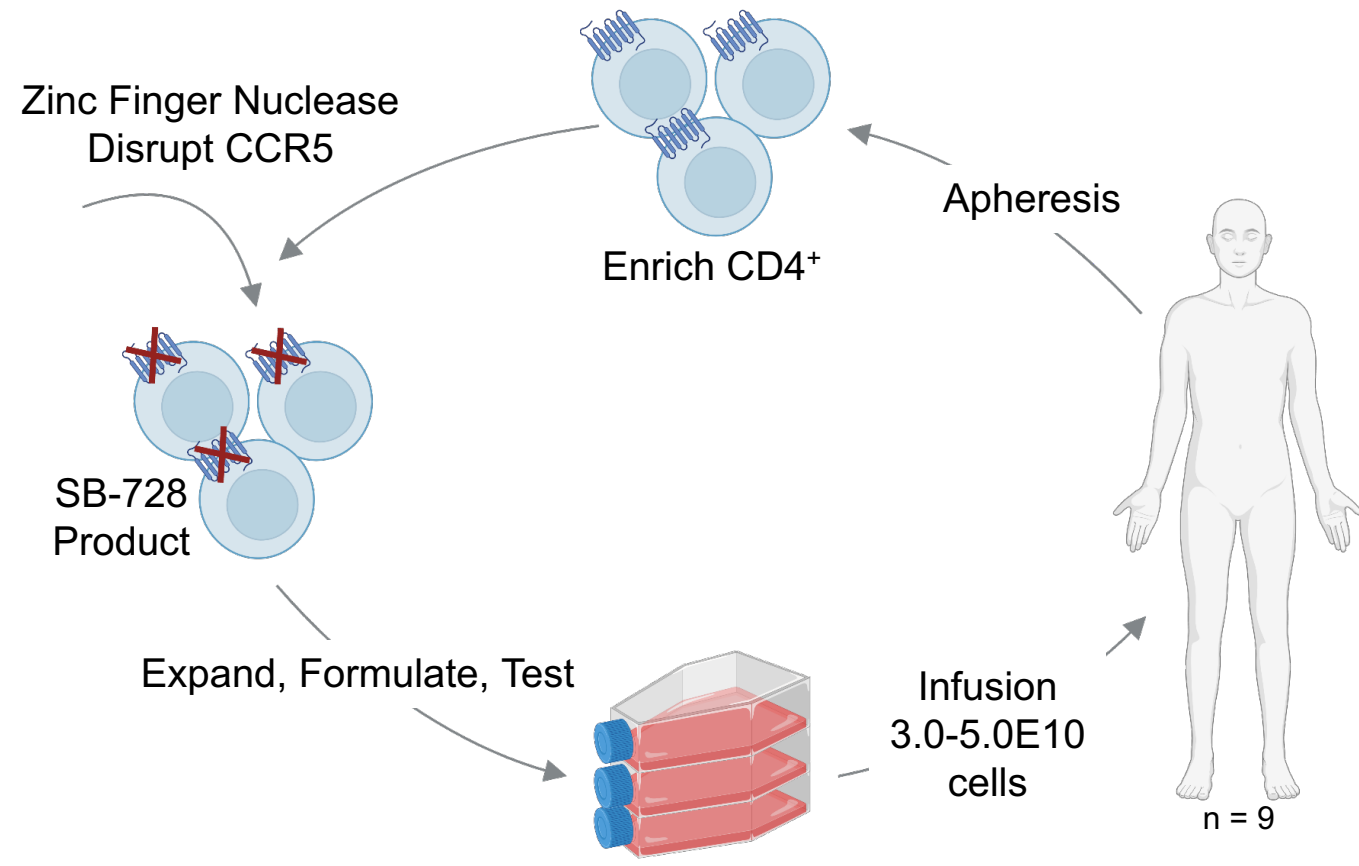 Zinc Finger Nuclease
Disrupt CCR5
Enrich CD4⁺
Apheresis
SB-728
Product
Expand, Formulate, Test
Infusion
3.0-5.0E10
cells
n = 9